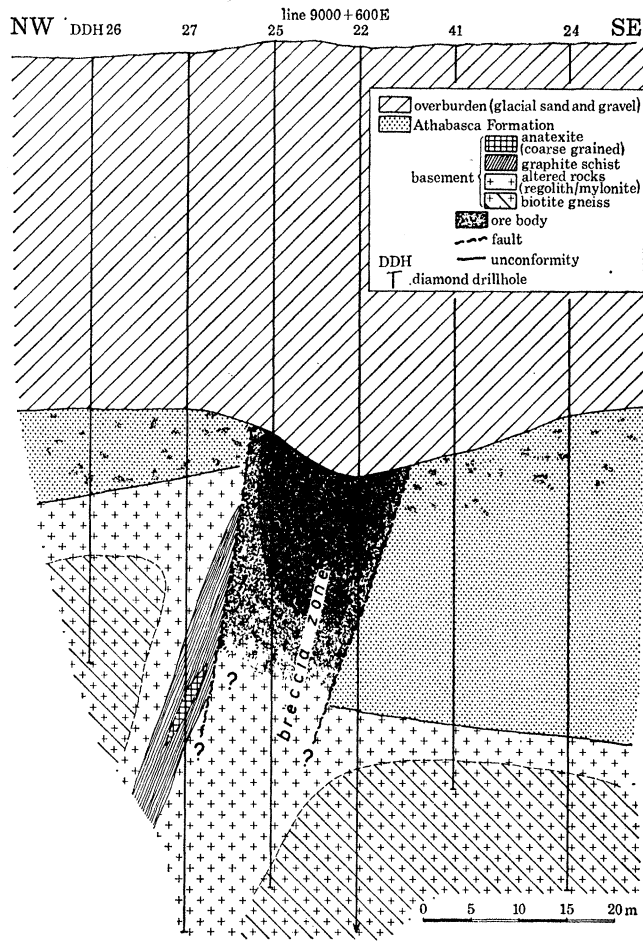 line 9000 + 600E
NW DDH 26 27 25 22 41 24 SE
overburden (glacial sand and gravel)
Athabasca Formation
basement
anatexite
(coarse grained)
graphite schist
altered rocks
(regolith/mylonite)
biotite gneiss
ore body
fault
unconformity
DDH
diamond drillhole
breccia zone
?
?
?
0 5 10 15 20 m